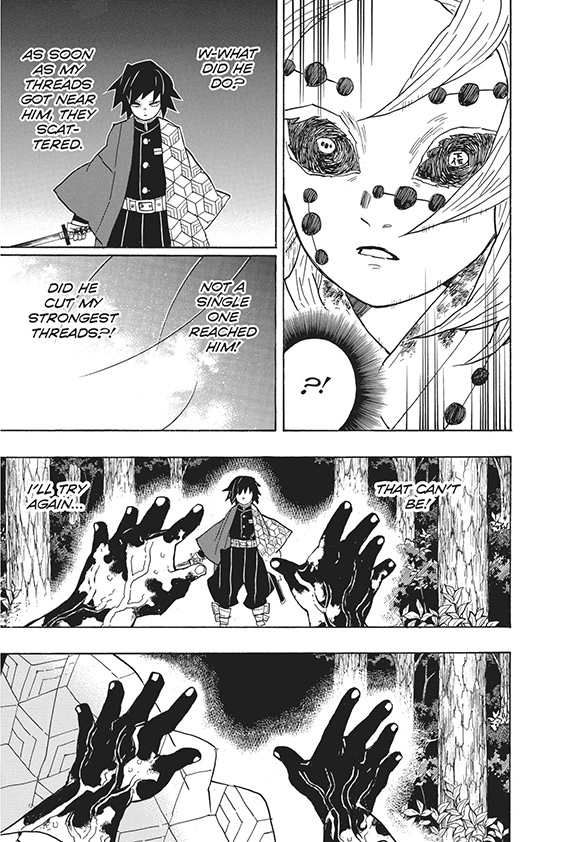 ?!
W-WHAT
DID HE
DO?
AS SOON
AS MY
THREADS
GOT NEAR
HIM, THEY
SCAT-
TERED.
NOT A
SINGLE
ONE
REACHED
HIM!
DID HE
CUT MY
STRONGEST
THREADS?!
THAT CAN'T
BE!
I'LL TRY
AGAIN...